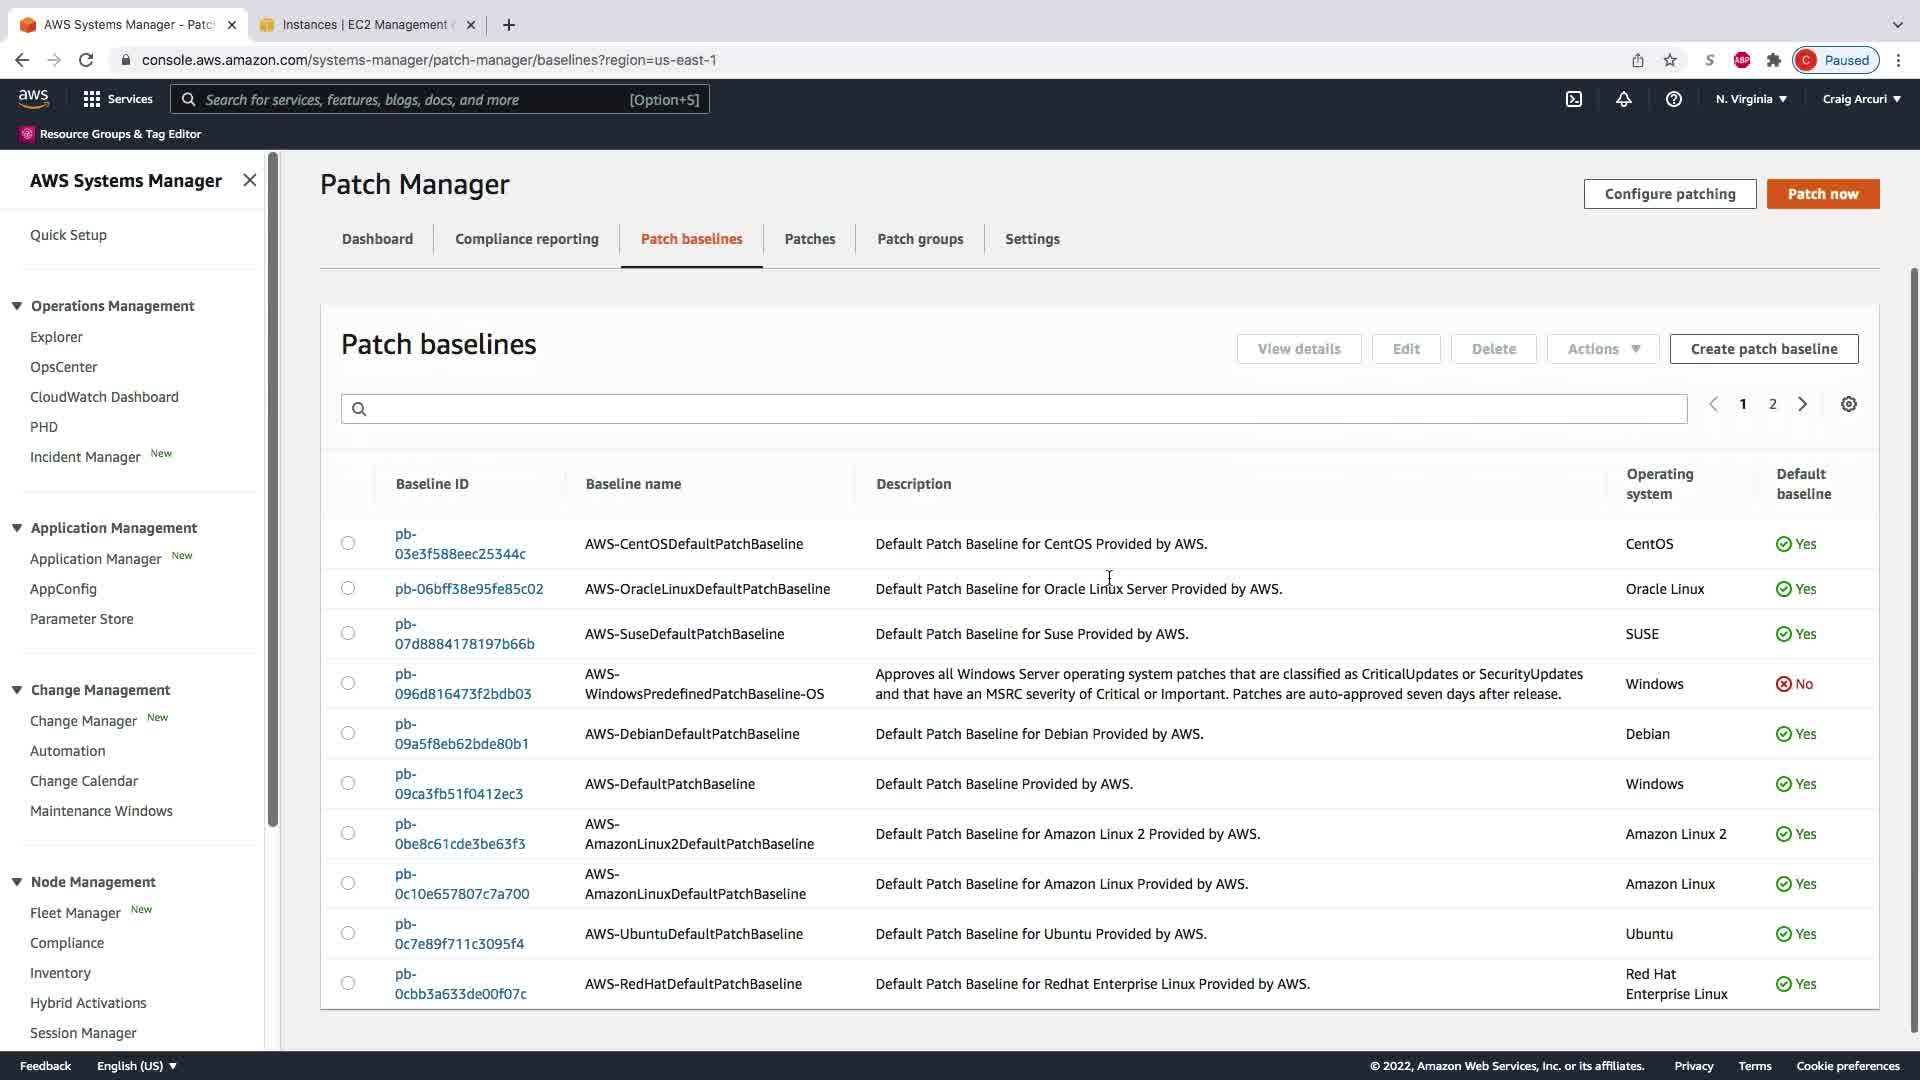 AWS Systems Manager - Patc
Instances | EC2 Management
console.aws.amazon.com/systems-manager/patch-manager/baselines?region=us-east-1
S
ABP
C Paused
aws
Services
Search for services, features, blogs, docs, and more [Option+S]
N. Virginia
Craig Arcuri
Resource Groups & Tag Editor
AWS Systems Manager
Quick Setup
Operations Management
Explorer
OpsCenter
CloudWatch Dashboard
PHD
Incident Manager New
Application Management
Application Manager New
AppConfig
Parameter Store
Change Management
Change Manager New
Automation
Change Calendar
Maintenance Windows
Node Management
Fleet Manager New
Compliance
Inventory
Hybrid Activations
Session Manager
Patch Manager
Configure patching
Patch now
Dashboard
Compliance reporting
Patch baselines
Patches
Patch groups
Settings
Patch baselines
View details
Edit
Delete
Actions
Create patch baseline
1 2
Baseline ID
Baseline name
Description
Operating
system
Default
baseline
pb-
03e3f588eec25344c
AWS-CentOSDefaultPatchBaseline
Default Patch Baseline for CentOS Provided by AWS.
CentOS
Yes
pb-06bff38e95fe85c02
AWS-OracleLinuxDefaultPatchBaseline
Default Patch Baseline for Oracle Linux Server Provided by AWS.
Oracle Linux
Yes
pb-
07d8884178197b66b
AWS-SuseDefaultPatchBaseline
Default Patch Baseline for Suse Provided by AWS.
SUSE
Yes
pb-
096d816473f2bdb03
AWS-
WindowsPredefinedPatchBaseline-OS
Approves all Windows Server operating system patches that are classified as CriticalUpdates or SecurityUpdates
and that have an MSRC severity of Critical or Important. Patches are auto-approved seven days after release.
Windows
No
pb-
09a5f8eb62bde80b1
AWS-DebianDefaultPatchBaseline
Default Patch Baseline for Debian Provided by AWS.
Debian
Yes
pb-
09ca3fb51f0412ec3
AWS-DefaultPatchBaseline
Default Patch Baseline Provided by AWS.
Windows
Yes
pb-
0be8c61cde3be63f3
AWS-
AmazonLinux2DefaultPatchBaseline
Default Patch Baseline for Amazon Linux 2 Provided by AWS.
Amazon Linux 2
Yes
pb-
0c10e657807c7a700
AWS-
AmazonLinuxDefaultPatchBaseline
Default Patch Baseline for Amazon Linux Provided by AWS.
Amazon Linux
Yes
pb-
0c7e89f711c3095f4
AWS-UbuntuDefaultPatchBaseline
Default Patch Baseline for Ubuntu Provided by AWS.
Ubuntu
Yes
pb-
0cbb3a633de00f07c
AWS-RedHatDefaultPatchBaseline
Default Patch Baseline for Redhat Enterprise Linux Provided by AWS.
Red Hat
Enterprise Linux
Yes
Feedback
English (US)
© 2022, Amazon Web Services, Inc. or its affiliates.
Privacy
Terms
Cookie preferences